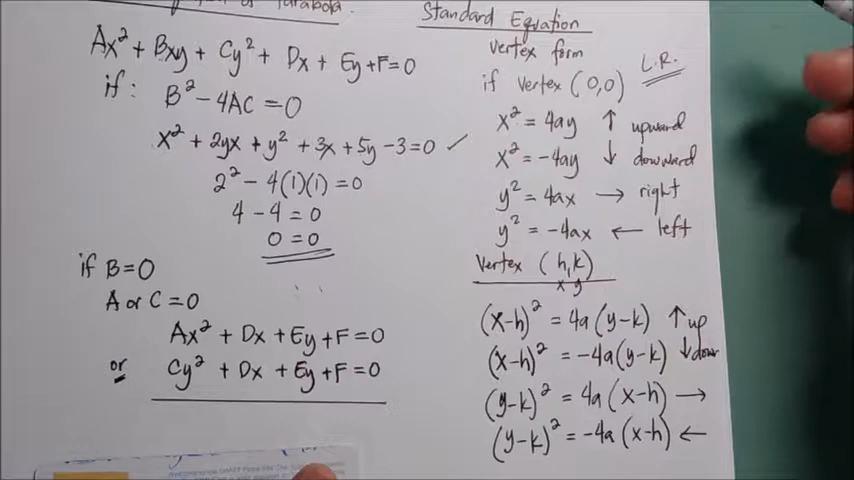 of Parabola.
Ax² + Bxy + Cy² + Dx + Ey + F = 0
if : B² - 4AC = 0
x² + 2yx + y² + 3x + 5y - 3 = 0 ✓
2² - 4(1)(1) = 0
4 - 4 = 0
0 = 0
if B = 0
A or C = 0
Ax² + Dx + Ey + F = 0
or Cy² + Dx + Ey + F = 0
Standard Equation
vertex form
if vertex (0,0) L.R.
x² = 4ay ↑ upward
x² = -4ay ↓ downward
y² = 4ax → right
y² = -4ax ← left
Vertex (h,k)
x y
(x-h)² = 4a(y-k) ↑ up
(x-h)² = -4a(y-k) ↓ down
(y-k)² = 4a(x-h) →
(y-k)² = -4a(x-h) ←